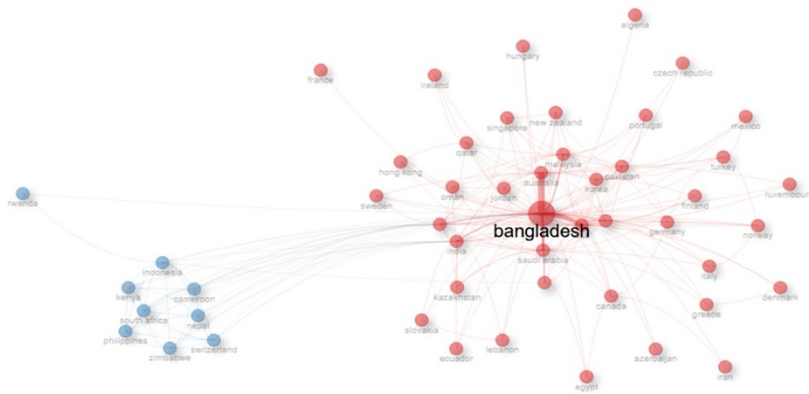 algeria
hungary
czech republic
france
ireland
singapore
new zealand
portugal
mexico
qatar
malaysia
turkey
hong kong
pakistan
australia
korea
luxembour
rwanda
sweden
oman
jordan
finland
bangladesh
germany
norway
india
saudi arabia
indonesia
italy
kenya
cameroon
kazakhstan
canada
denmark
greece
south africa
nepal
slovakia
philippines
switzerland
zimbabwe
ecuador
lebanon
azerbaijan
iran
egypt